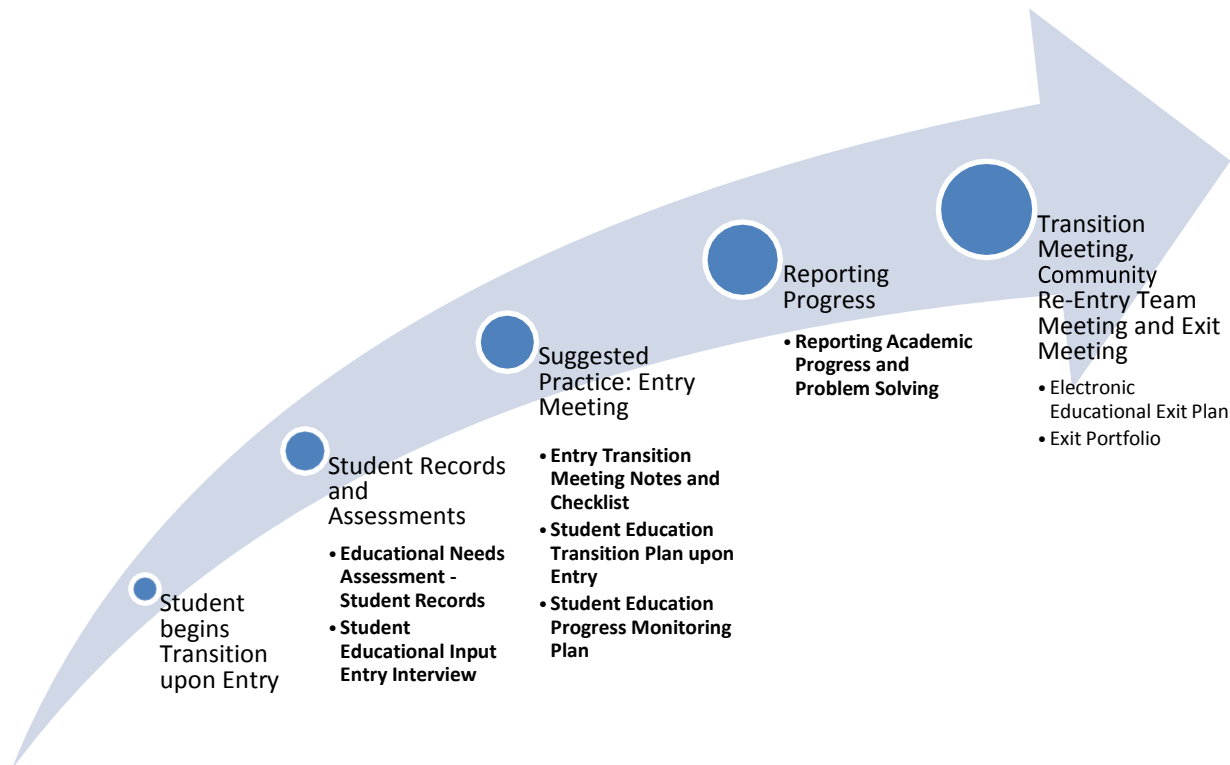 Student
begins
Transition
upon Entry
Student Records
and
Assessments
• Educational Needs
Assessment -
Student Records
• Student
Educational Input
Entry Interview
Suggested
Practice: Entry
Meeting
• Entry Transition
Meeting Notes and
Checklist
• Student Education
Transition Plan upon
Entry
• Student Education
Progress Monitoring
Plan
Reporting
Progress
• Reporting Academic
Progress and
Problem Solving
Transition
Meeting,
Community
Re-Entry Team
Meeting and Exit
Meeting
• Electronic
Educational Exit Plan
• Exit Portfolio